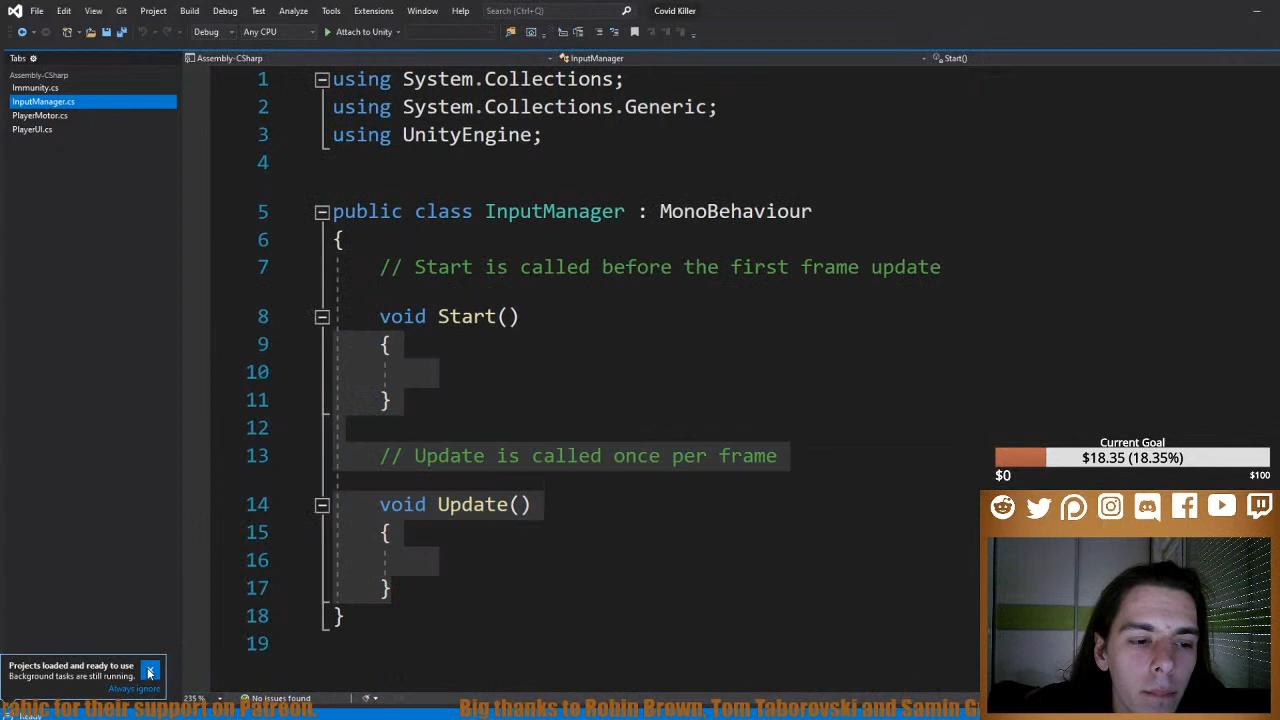 File Edit View Git Project Build Debug Test Analyze Tools Extensions Window Help Search (Ctrl+Q) Covid Killer
Debug Any CPU Attach to Unity
Tabs
Assembly-CSharp InputManager Start()
Assembly-CSharp
Immunity.cs
InputManager.cs
PlayerMotor.cs
PlayerUI.cs
1 using System.Collections;
2 using System.Collections.Generic;
3 using UnityEngine;
4
5 public class InputManager : MonoBehaviour
6 {
7 // Start is called before the first frame update
8 void Start()
9 {
10
11 }
12
13 // Update is called once per frame
14 void Update()
15 {
16
17 }
18 }
19
Current Goal
$18.35 (18.35%)
$0 $100
Projects loaded and ready to use
Background tasks are still running.
Always ignore
235 % No issues found
for their support on Patreon. Big thanks to Robin Brown, Tom Taborovski and Samin